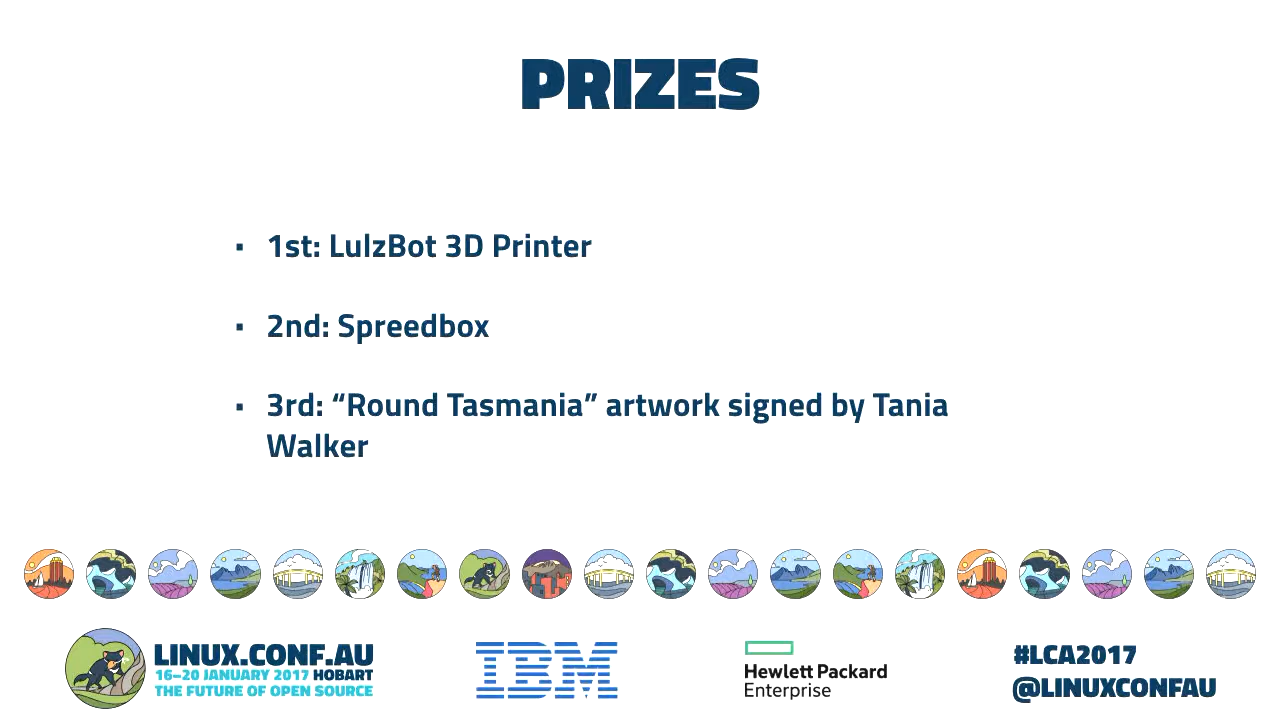 PRIZES
▪ 1st: LulzBot 3D Printer
▪ 2nd: Spreedbox
▪ 3rd: “Round Tasmania” artwork signed by Tania
Walker
LINUX.CONF.AU
16–20 JANUARY 2017 HOBART
THE FUTURE OF OPEN SOURCE
IBM
Hewlett Packard
Enterprise
#LCA2017
@LINUXCONFAU